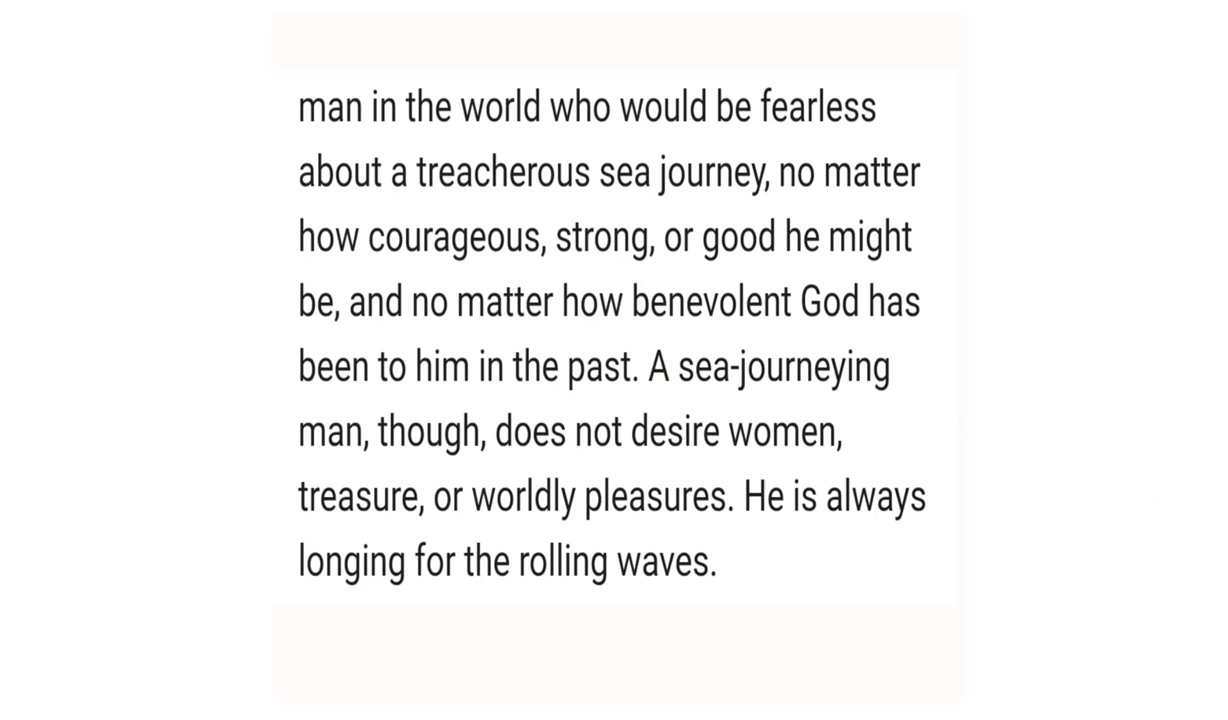 man in the world who would be fearless
about a treacherous sea journey, no matter
how courageous, strong, or good he might
be, and no matter how benevolent God has
been to him in the past. A sea-journeying
man, though, does not desire women,
treasure, or worldly pleasures. He is always
longing for the rolling waves.